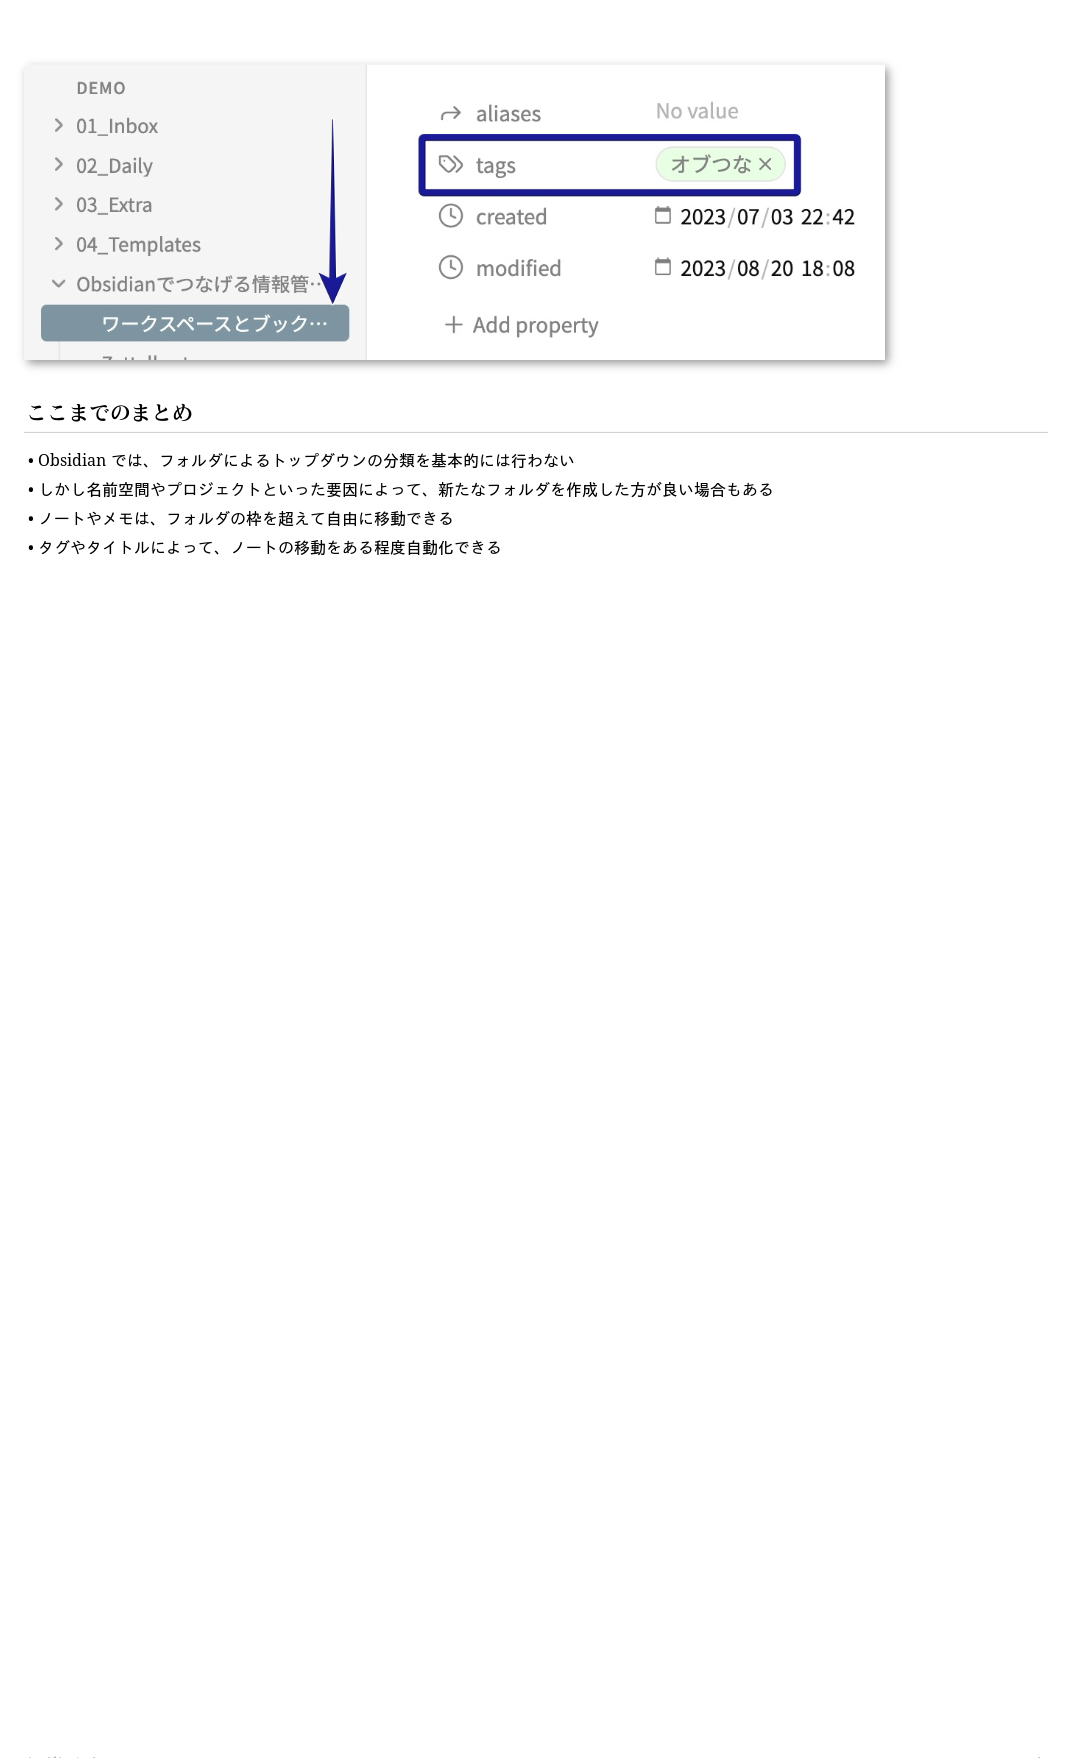 DEMO
01_Inbox
02_Daily
03_Extra
04_Templates
Obsidianでつなげる情報管…
ワークスペースとブック…
aliases No value
tags オブつな ×
created 2023/07/03 22:42
modified 2023/08/20 18:08
+ Add property
ここまでのまとめ
• Obsidian では、フォルダによるトップダウンの分類を基本的には行わない
• しかし名前空間やプロジェクトといった要因によって、新たなフォルダを作成した方が良い場合もある
• ノートやメモは、フォルダの枠を超えて自由に移動できる
• タグやタイトルによって、ノートの移動をある程度自動化できる